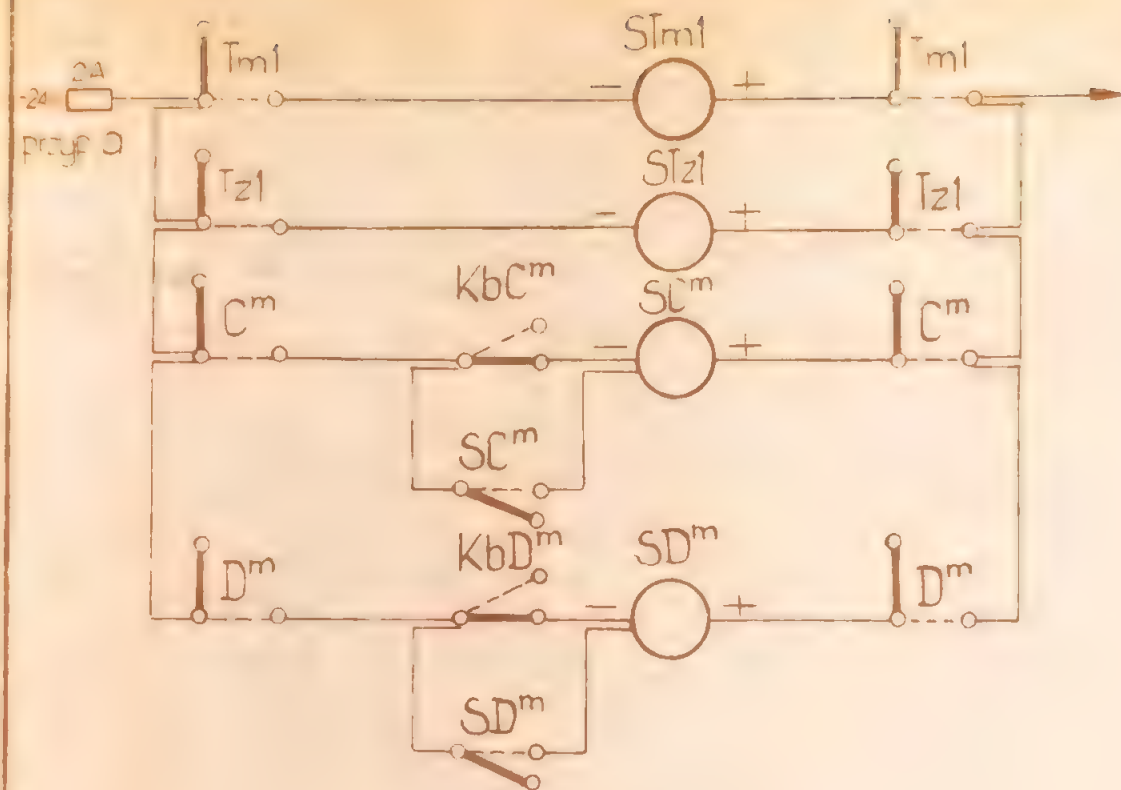 STm1
Tm1
Tm1
2A
-24
- +
STz1
Tz1
Tz1
- +
KbC^m
SC^m
C^m
C^m
- +
SC^m
KbD^m
SD^m
D^m
D^m
- +
SD^m